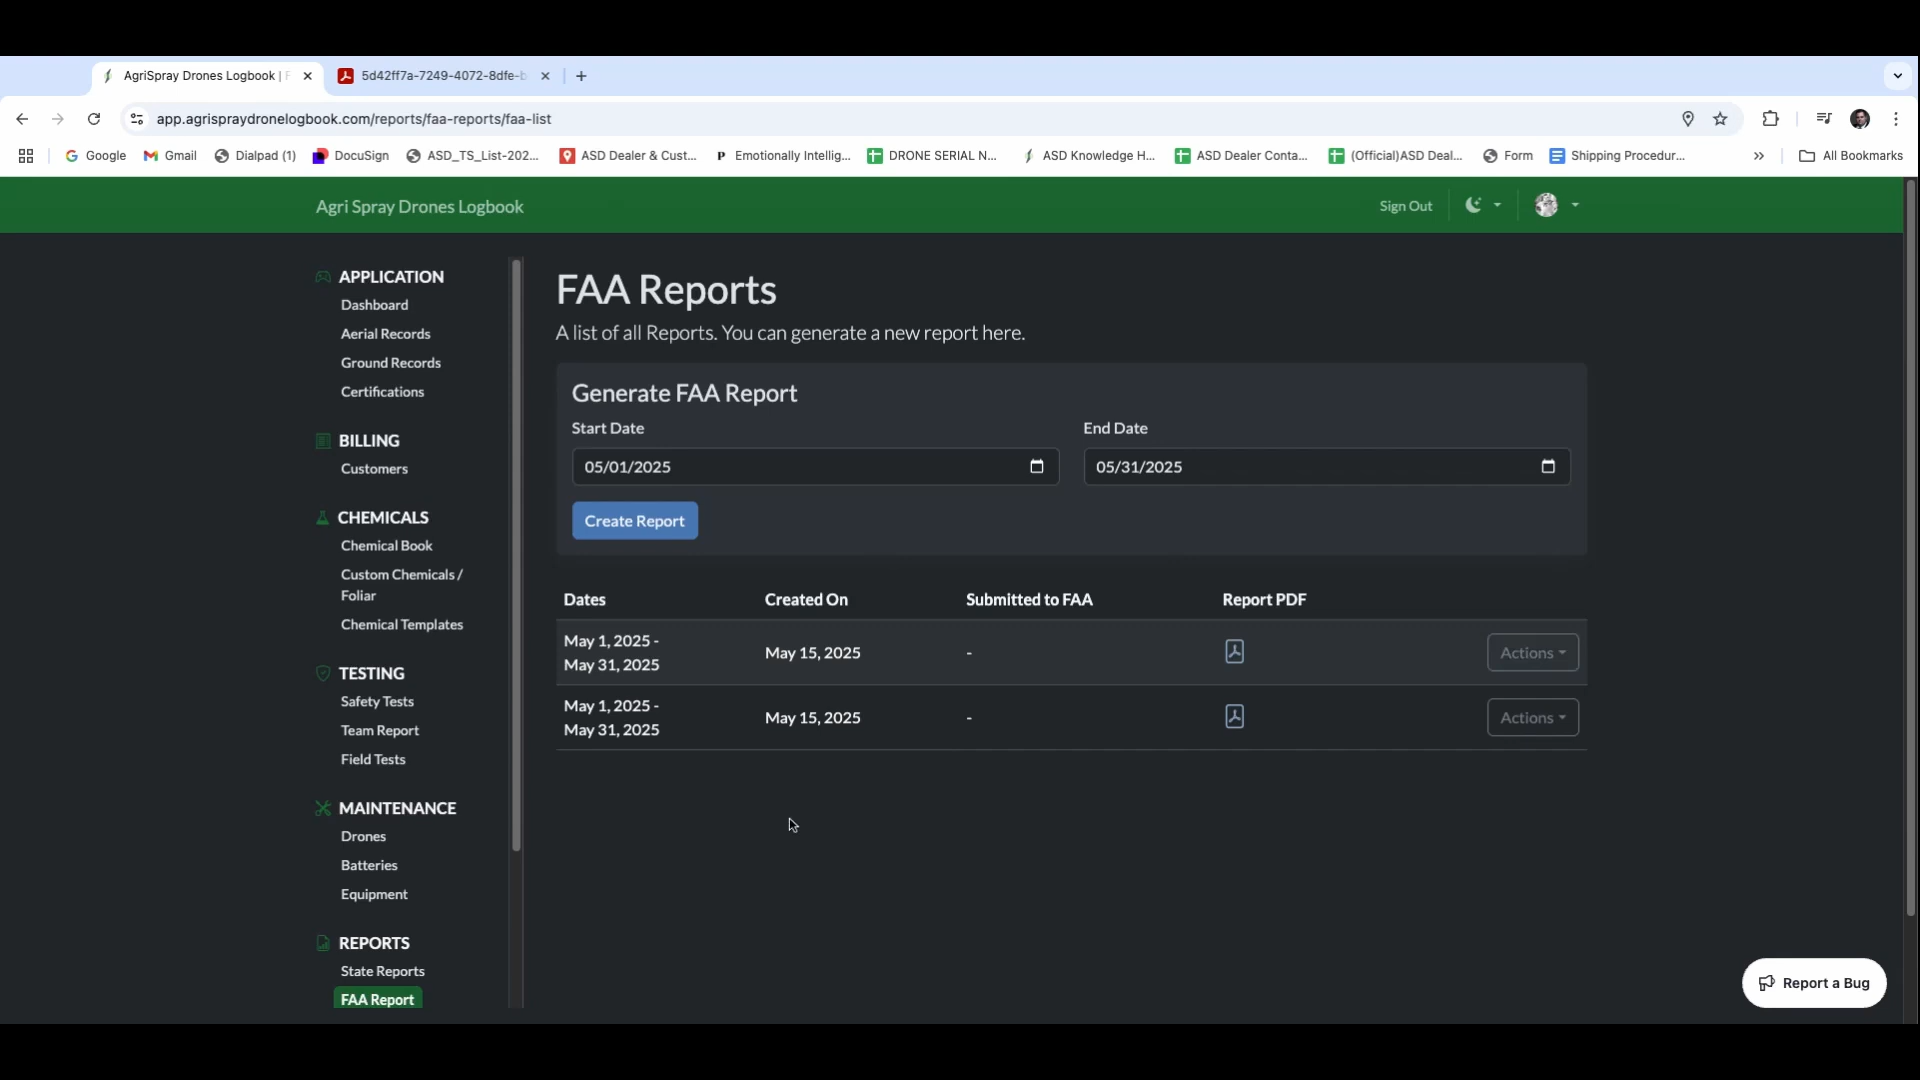 AgriSpray Drones Logbook | F
5d42ff7a-7249-4072-8dfe-b
app.agrispraydronelogbook.com/reports/faa-reports/faa-list
Google
Gmail
Dialpad (1)
DocuSign
ASD_TS_List-202...
ASD Dealer & Cust...
Emotionally Intellig...
DRONE SERIAL N...
ASD Knowledge H...
ASD Dealer Conta...
(Official)ASD Deal...
Form
Shipping Procedur...
All Bookmarks
Agri Spray Drones Logbook
Sign Out
APPLICATION
Dashboard
Aerial Records
Ground Records
Certifications
BILLING
Customers
CHEMICALS
Chemical Book
Custom Chemicals /
Foliar
Chemical Templates
TESTING
Safety Tests
Team Report
Field Tests
MAINTENANCE
Drones
Batteries
Equipment
REPORTS
State Reports
FAA Report
FAA Reports
A list of all Reports. You can generate a new report here.
Generate FAA Report
Start Date
End Date
05/01/2025
05/31/2025
Create Report
Dates
Created On
Submitted to FAA
Report PDF
May 1, 2025 -
May 31, 2025
May 15, 2025
-
Actions
May 1, 2025 -
May 31, 2025
May 15, 2025
-
Actions
Report a Bug